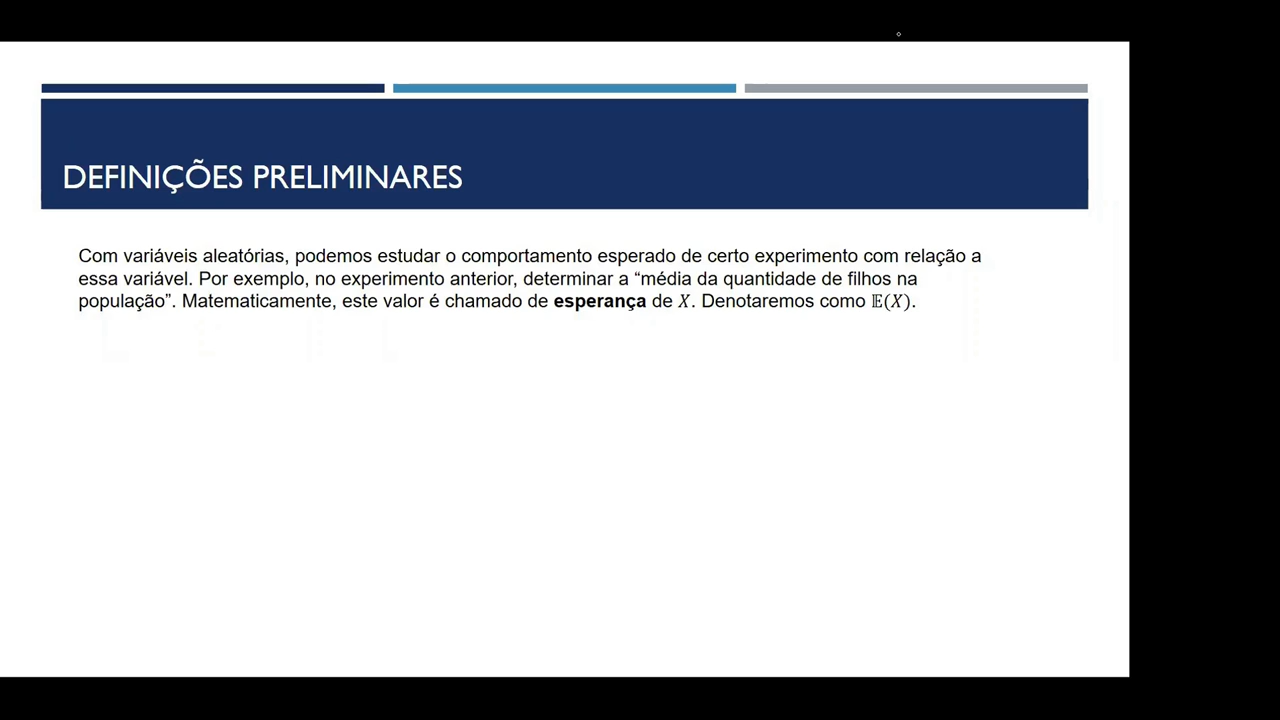 DEFINIÇÕES PRELIMINARES
Com variáveis aleatórias, podemos estudar o comportamento esperado de certo experimento com relação a
essa variável. Por exemplo, no experimento anterior, determinar a “média da quantidade de filhos na
população”. Matematicamente, este valor é chamado de esperança de 𝑋. Denotaremos como 𝔼(𝑋).